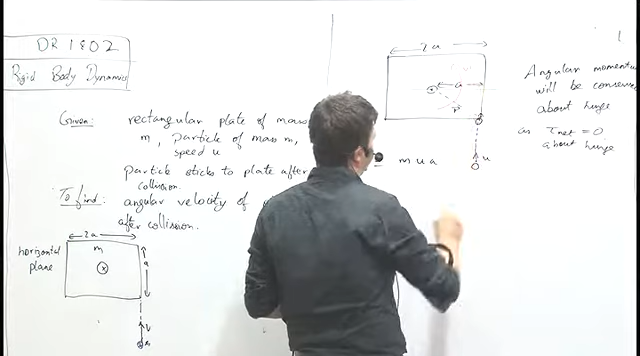 DR 1802
Rigid Body Dynamics
Given: rectangular plate of mass
m, particle of mass m,
speed u
particle sticks to plate after
collision.
To find: angular velocity of
after collision.
horizontal
plane
2a
m
a
u
2a
a
r
u
m u a
1
Angular momentum
will be conserved
about hinge
as τnet = 0
about hinge